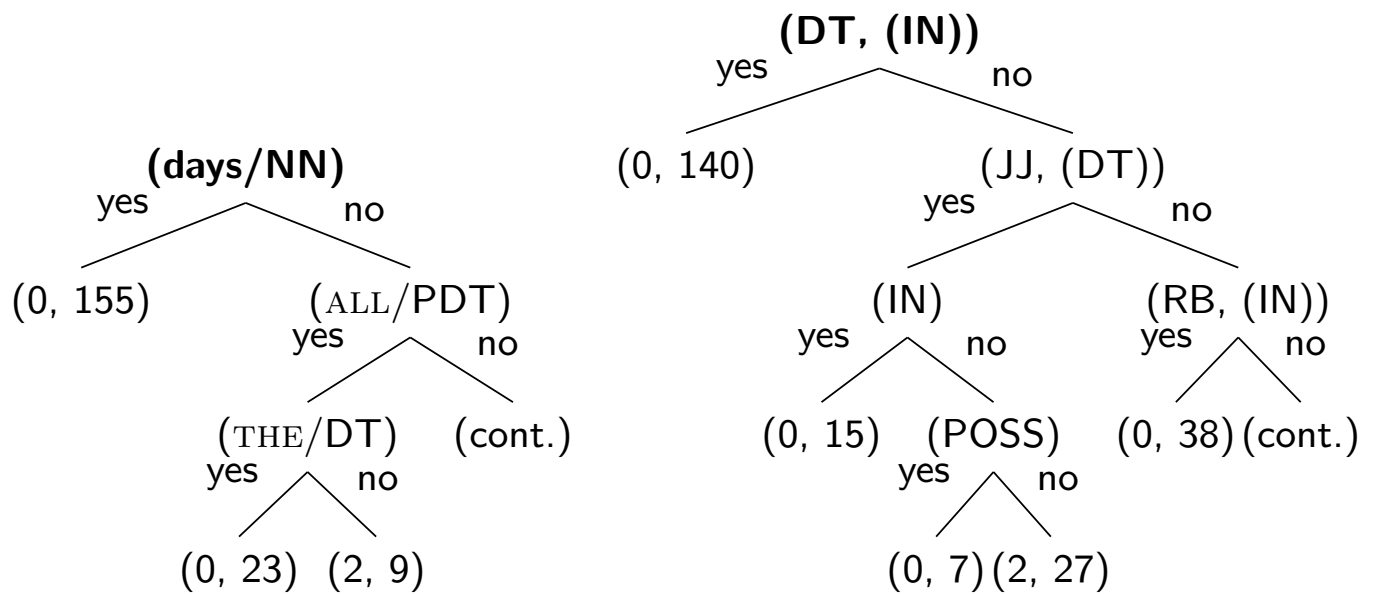 (DT, (IN))
yes no
(days/NN) (0, 140) (JJ, (DT))
yes no yes no
(0, 155) (ALL/PDT) (IN) (RB, (IN))
yes no yes no yes no
(THE/DT) (cont.) (0, 15) (POSS) (0, 38) (cont.)
yes no yes no
(0, 23) (2, 9) (0, 7) (2, 27)